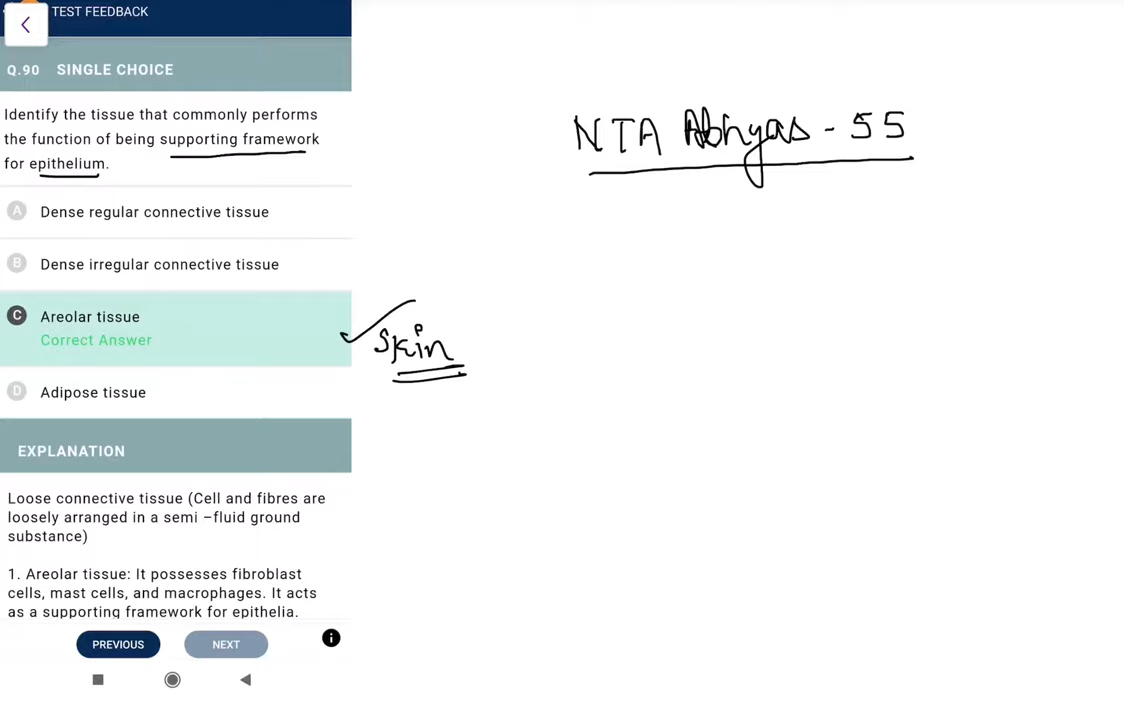 TEST FEEDBACK
Q.90 SINGLE CHOICE
Identify the tissue that commonly performs
the function of being supporting framework
for epithelium.
A Dense regular connective tissue
B Dense irregular connective tissue
C Areolar tissue
Correct Answer
D Adipose tissue
EXPLANATION
Loose connective tissue (Cell and fibres are
loosely arranged in a semi –fluid ground
substance)
1. Areolar tissue: It possesses fibroblast
cells, mast cells, and macrophages. It acts
as a supporting framework for epithelia.
PREVIOUS
NEXT
i
NTA Abhyas - 55
Skin